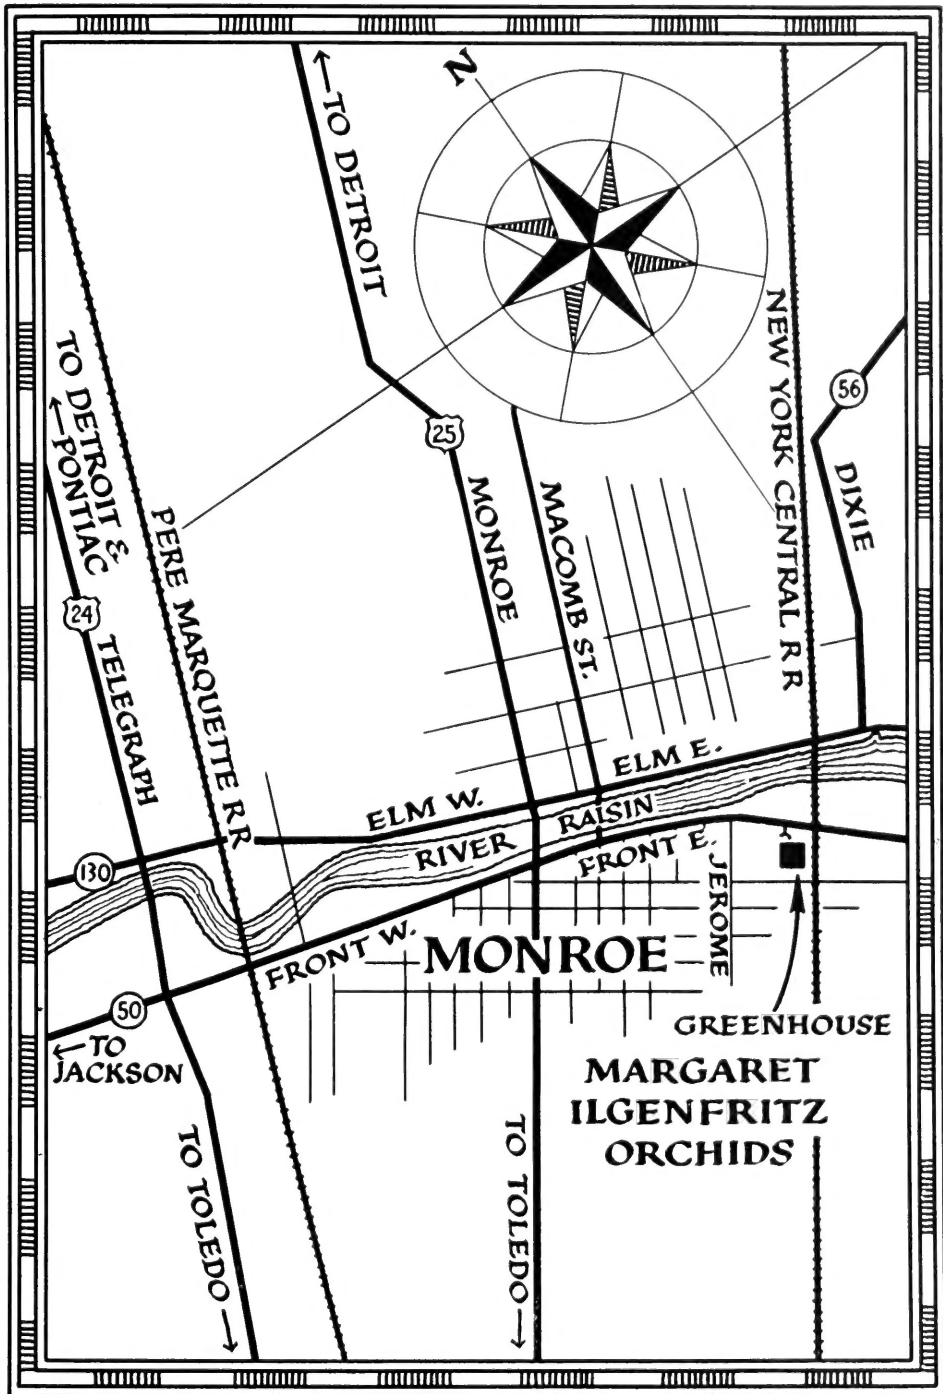 N
← TO DETROIT
TO DETROIT &
← PONTIAC
25
56
NEW YORK CENTRAL R R
DIXIE
MONROE
MACOMB ST.
PERE MARQUETTE R R
24
TELEGRAPH
ELM E.
ELM W.
RIVER RAISIN
130
FRONT E.
JEROME
FRONT W.
MONROE
50
← TO
JACKSON
GREENHOUSE
MARGARET
ILGENFRITZ
ORCHIDS
TO TOLEDO →
TO TOLEDO →